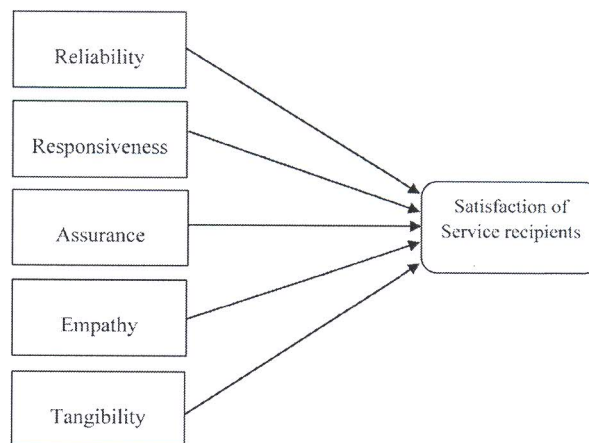 Reliability
Responsiveness
Assurance
Empathy
Tangibility
Satisfaction of
Service recipients